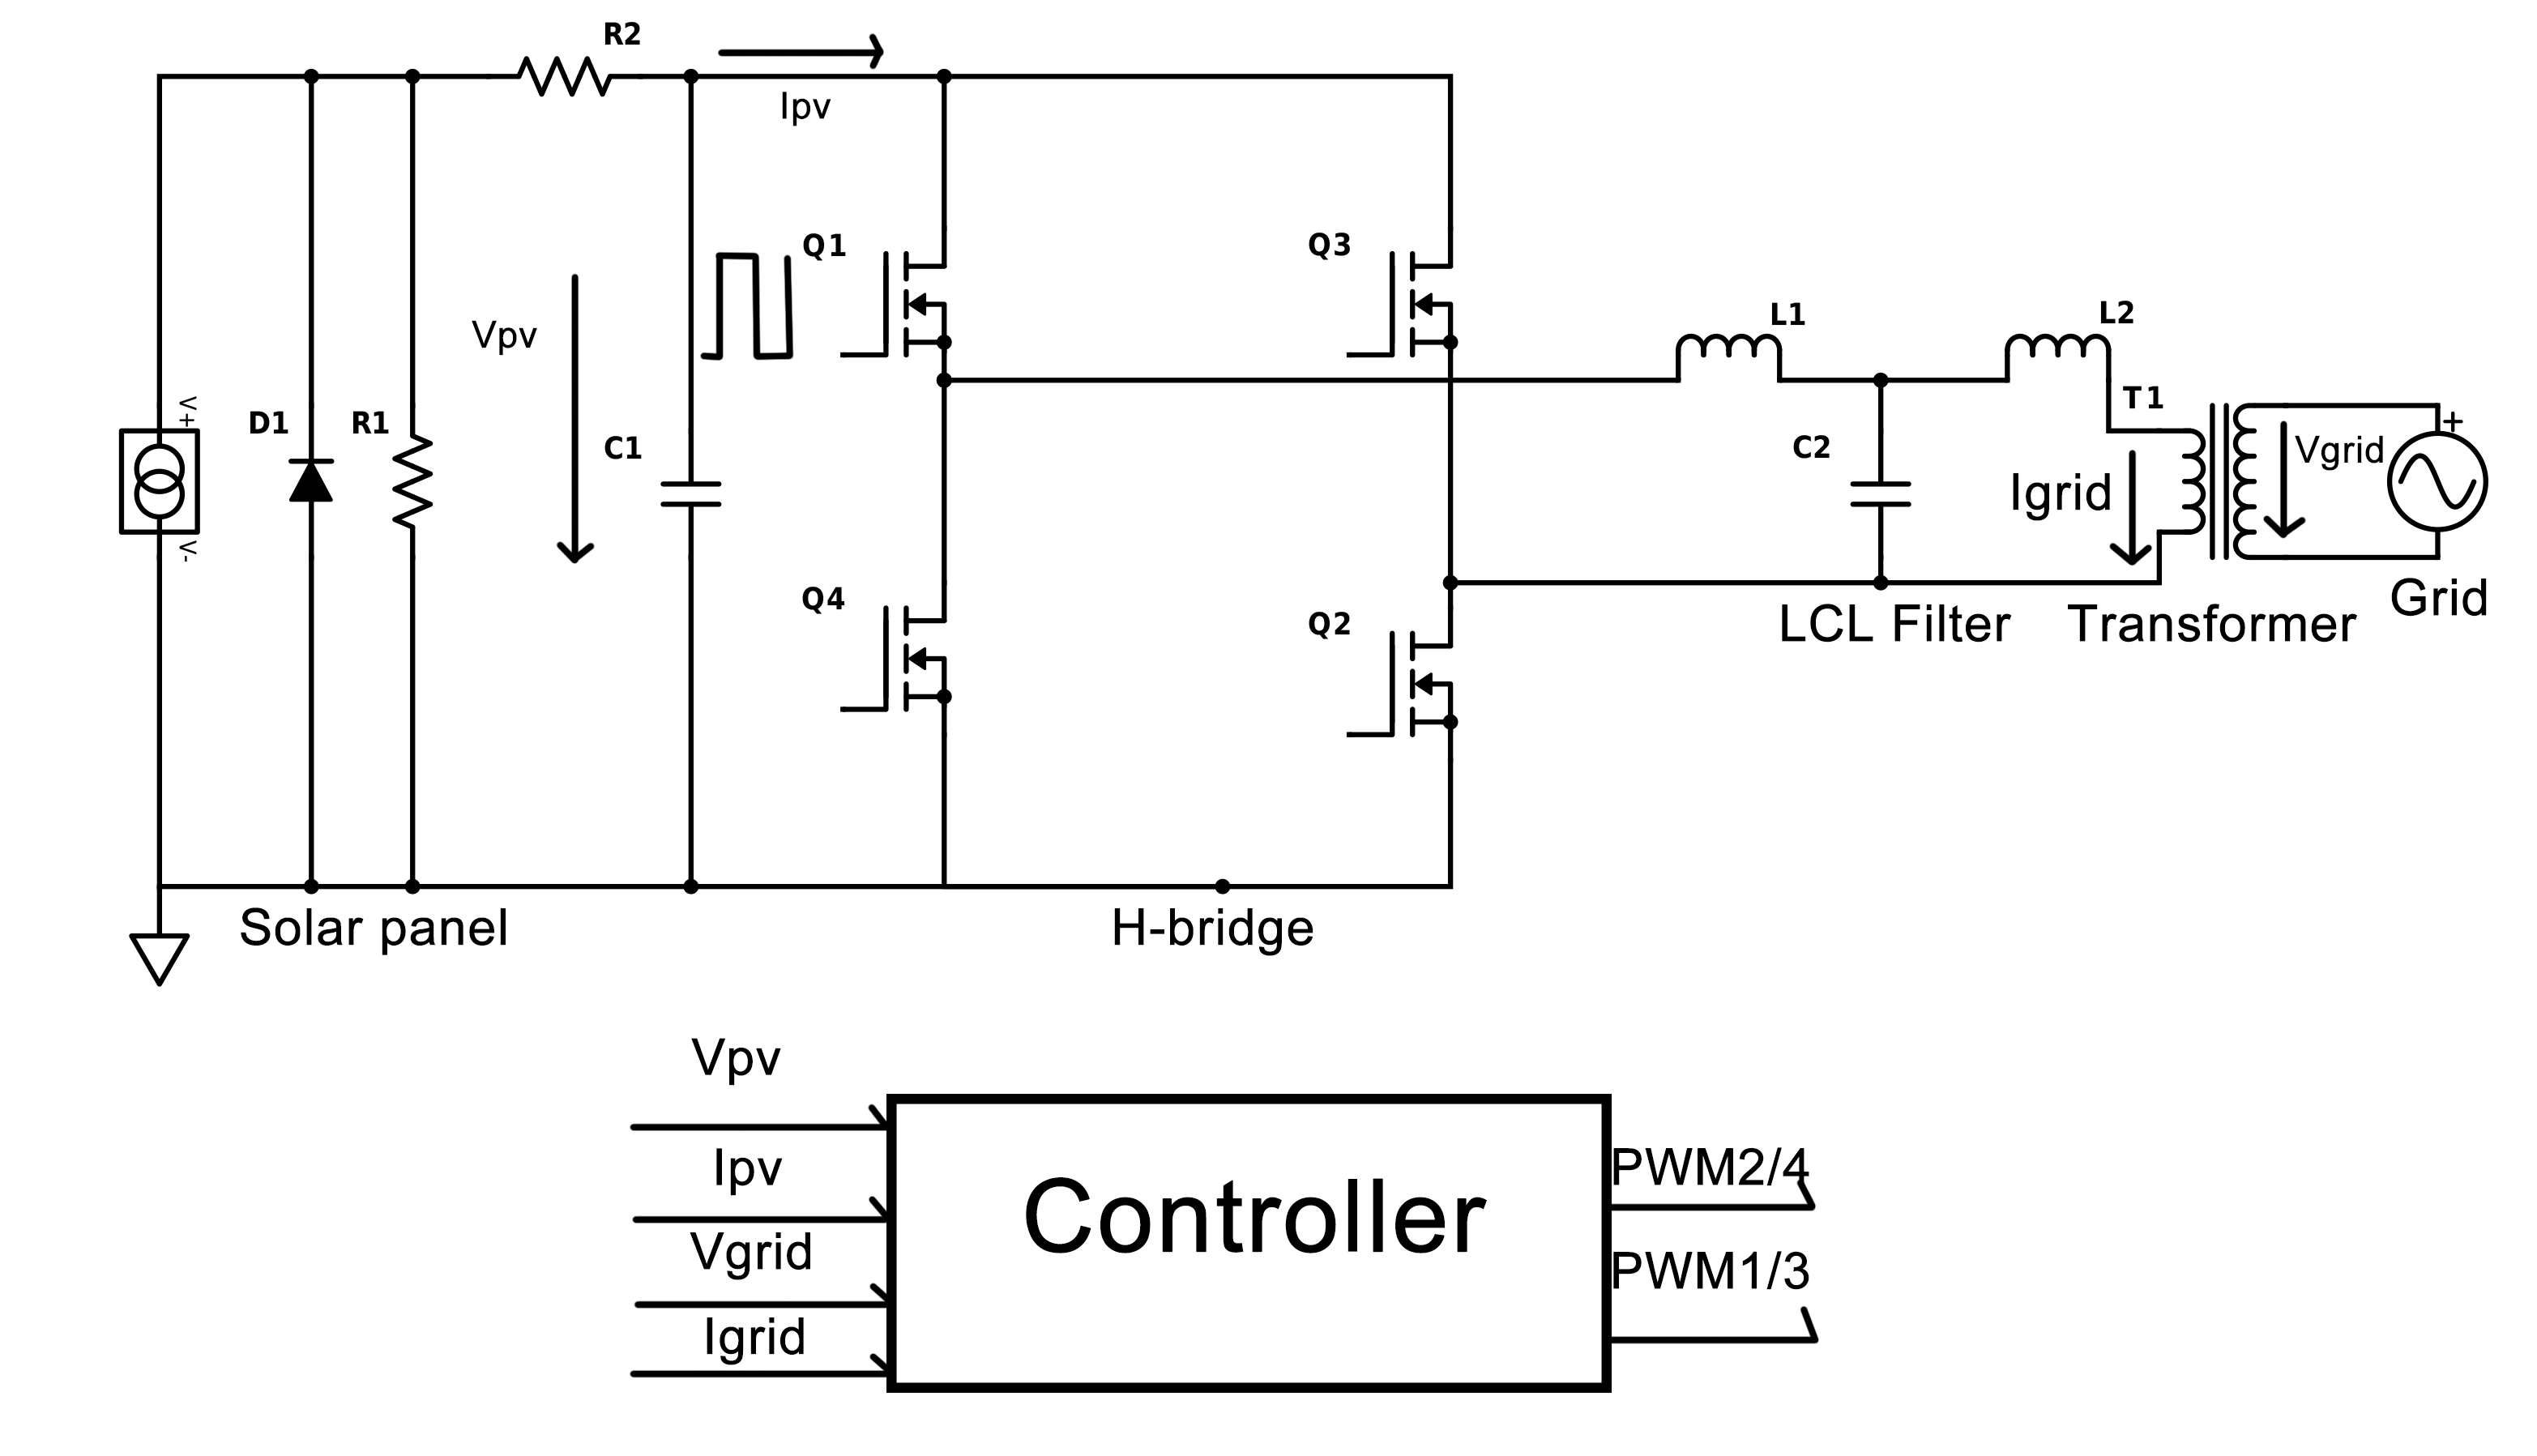 R2
Ipv
Q1
Q3
Vpv
L1
L2
V+
D1
R1
C1
C2
T1
Vgrid
+
Igrid
V-
Q4
Q2
Grid
LCL Filter
Transformer
Solar panel
H-bridge
Vpv
Ipv
Vgrid
Igrid
Controller
PWM2/4
PWM1/3